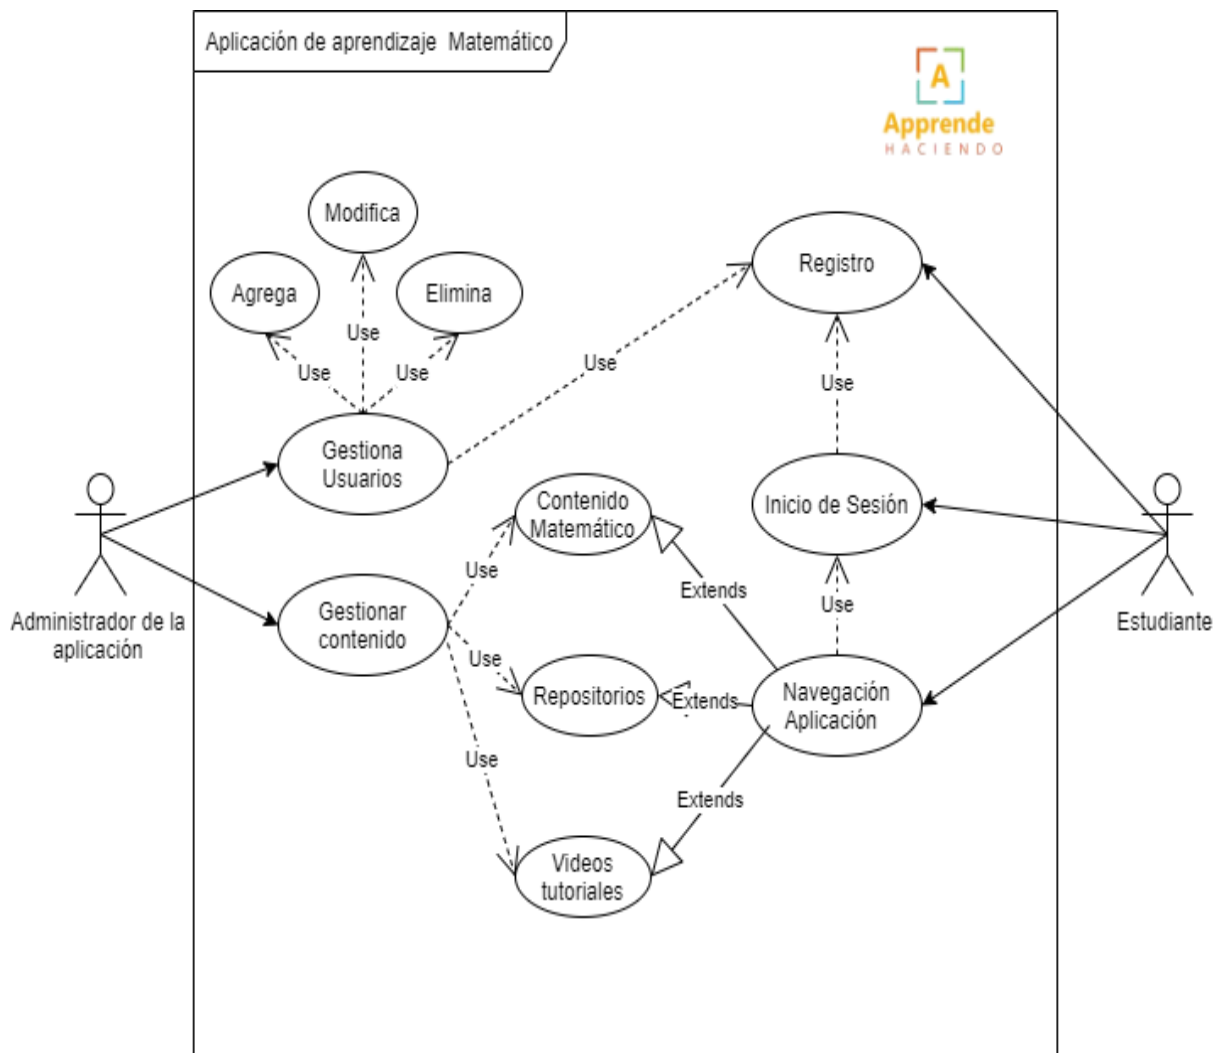 Aplicación de aprendizaje Matemático
A
Apprende
HACIENDO
Modifica
Agrega
Elimina
Registro
Use
Use
Use
Use
Use
Gestiona
Usuarios
Contenido
Matemático
Inicio de Sesión
Use
Extends
Use
Gestionar
contenido
Administrador de la
aplicación
Estudiante
Use
Repositorios
Extends
Navegación
Aplicación
Use
Extends
Videos
tutoriales